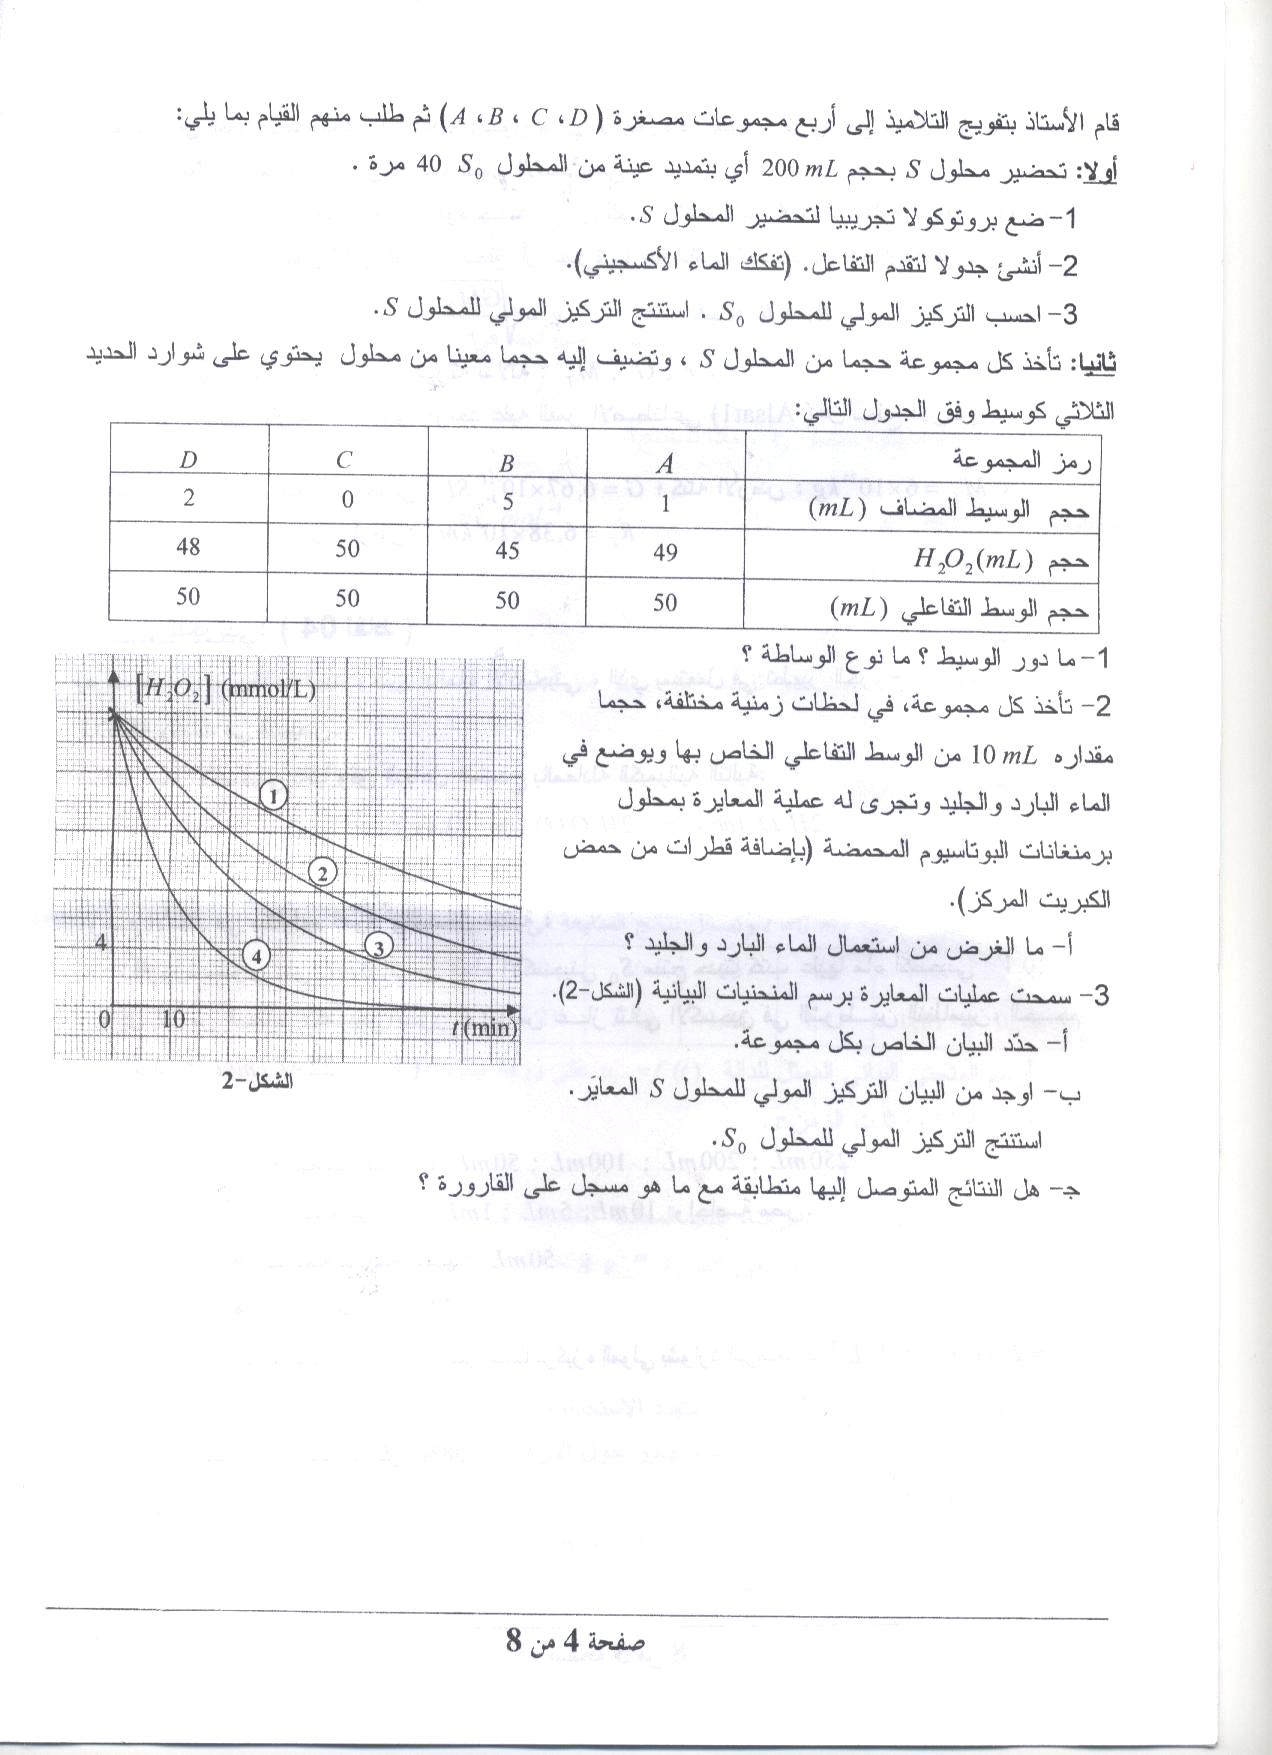 قام الأستاذ بتفويج التلاميذ إلى أربع مجموعات مصغرة ( A ، B ، C ، D) ثم طلب منهم القيام بما يلي:
أولا: تحضير محلول S بحجم 200 mL أي بتمديد عينة من المحلول S0 40 مرة .
1- ضع بروتوكولا تجريبيا لتحضير المحلول S.
2- أنشئ جدولا لتقدم التفاعل. (تفكك الماء الأكسجيني).
3- احسب التركيز المولي للمحلول S0 . استنتج التركيز المولي للمحلول S.
ثانيا: تأخذ كل مجموعة حجما من المحلول S ، وتضيف إليه حجما معينا من محلول يحتوي على شوارد الحديد
الثلاثي كوسيط وفق الجدول التالي:
رمز المجموعة A B C D
حجم الوسيط المضاف (mL) 1 5 0 2
حجم H2O2(mL) 49 45 50 48
حجم الوسط التفاعلي (mL) 50 50 50 50
1- ما دور الوسيط ؟ ما نوع الوساطة ؟
2- تأخذ كل مجموعة، في لحظات زمنية مختلفة، حجما
مقداره 10 mL من الوسط التفاعلي الخاص بها ويوضع في
الماء البارد والجليد وتجرى له عملية المعايرة بمحلول
برمنغانات البوتاسيوم المحمضة (بإضافة قطرات من حمض
الكبريت المركز).
أ- ما الغرض من استعمال الماء البارد والجليد ؟
3- سمحت عمليات المعايرة برسم المنحنيات البيانية (الشكل-2).
أ- حدّد البيان الخاص بكل مجموعة.
ب- اوجد من البيان التركيز المولي للمحلول S المعايَر.
استنتج التركيز المولي للمحلول S0.
جـ- هل النتائج المتوصل إليها متطابقة مع ما هو مسجل على القارورة ؟
[H2O2] (mmol/L)
1
2
3
4
4
0 10 t(min)
الشكل-2
صفحة 4 من 8